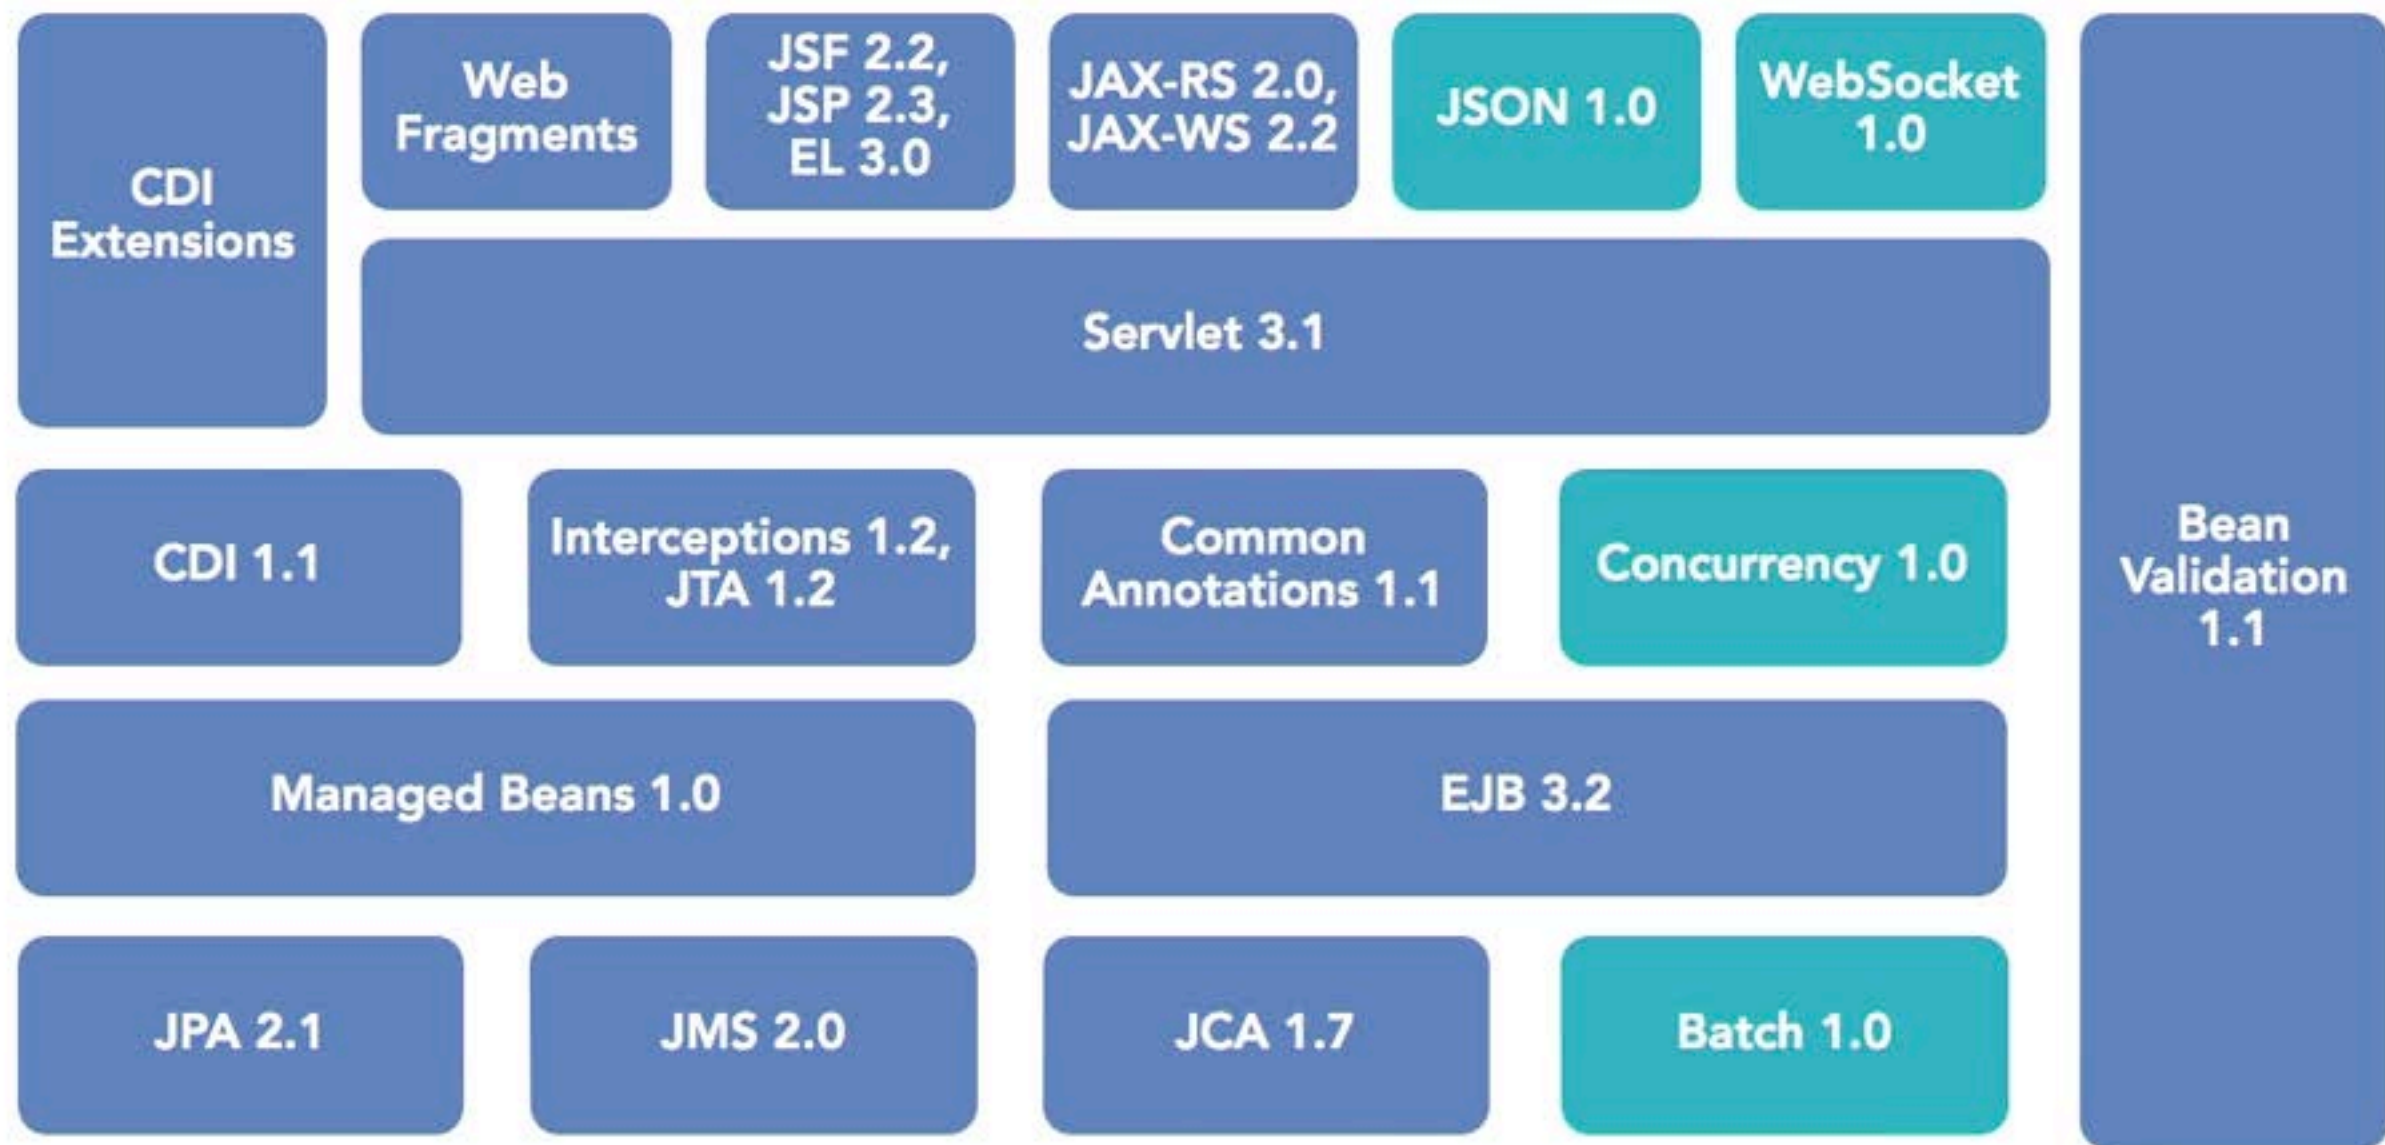 CDI
Extensions
Web
Fragments
JSF 2.2,
JSP 2.3,
EL 3.0
JAX-RS 2.0,
JAX-WS 2.2
JSON 1.0
WebSocket
1.0
Servlet 3.1
CDI 1.1
Interceptions 1.2,
JTA 1.2
Common
Annotations 1.1
Concurrency 1.0
Bean
Validation
1.1
Managed Beans 1.0
EJB 3.2
JPA 2.1
JMS 2.0
JCA 1.7
Batch 1.0